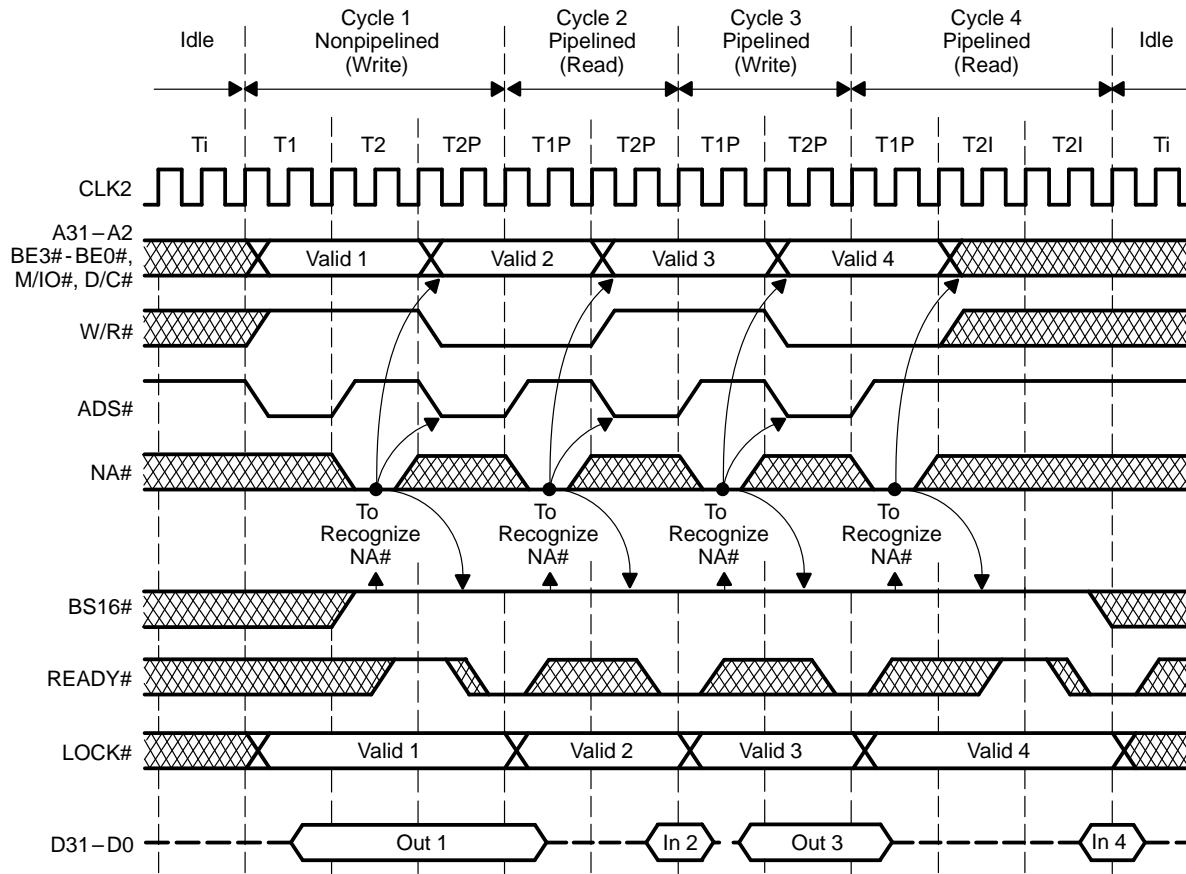 Idle
Cycle 1
Nonpipelined
(Write)
Cycle 2
Pipelined
(Read)
Cycle 3
Pipelined
(Write)
Cycle 4
Pipelined
(Read)
Idle
Ti T1 T2 T2P T1P T2P T1P T2P T1P T2I T2I Ti
CLK2
A31–A2
BE3#-BE0#,
M/IO#, D/C#
Valid 1 Valid 2 Valid 3 Valid 4
W/R#
ADS#
NA#
To
Recognize
NA#
To
Recognize
NA#
To
Recognize
NA#
To
Recognize
NA#
BS16#
READY#
LOCK# Valid 1 Valid 2 Valid 3 Valid 4
D31–D0 Out 1 In 2 Out 3 In 4